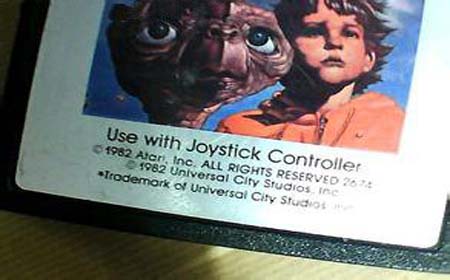 Use with Joystick Controller
© 1982 Atari, Inc. ALL RIGHTS RESERVED 2674
© 1982 Universal City Studios, Inc.
*Trademark of Universal City Studios, Inc.